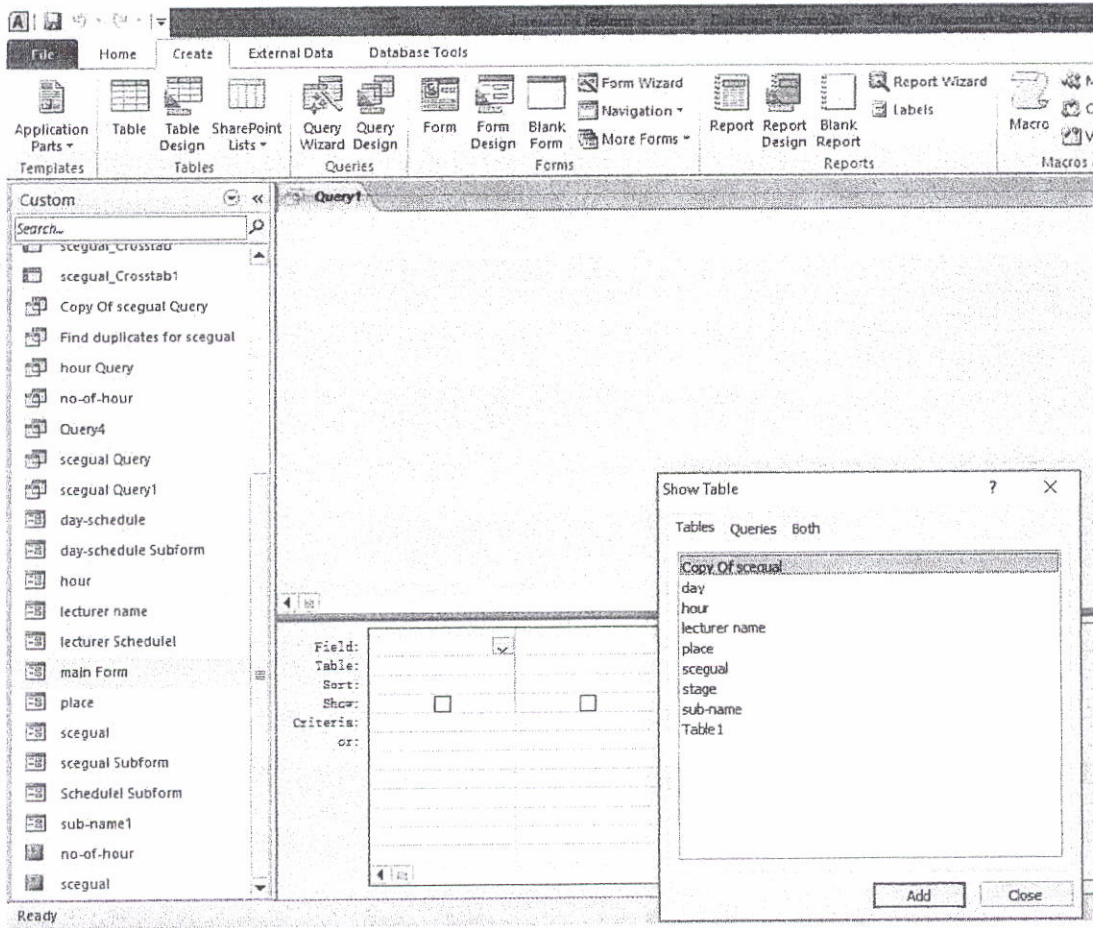 File Home Create External Data Database Tools
Application Parts
Table
Table Design
SharePoint Lists
Query Wizard
Query Design
Form
Form Design
Blank Form
Form Wizard
Navigation
More Forms
Report
Report Design
Blank Report
Report Wizard
Labels
Macro
Templates Tables Queries Forms Reports Macros
Custom
Search...
scegual_Crosstab
scegual_Crosstab1
Copy Of scegual Query
Find duplicates for scegual
hour Query
no-of-hour
Query4
scegual Query
scegual Query1
day-schedule
day-schedule Subform
hour
lecturer name
lecturer Schedulel
main Form
place
scegual
scegual Subform
Schedulel Subform
sub-name1
no-of-hour
scegual
Query1
Field:
Table:
Sort:
Show:
Criteria:
or:
Show Table ?
Tables Queries Both
Copy Of scegual
day
hour
lecturer name
place
scegual
stage
sub-name
Table1
Add Close
Ready